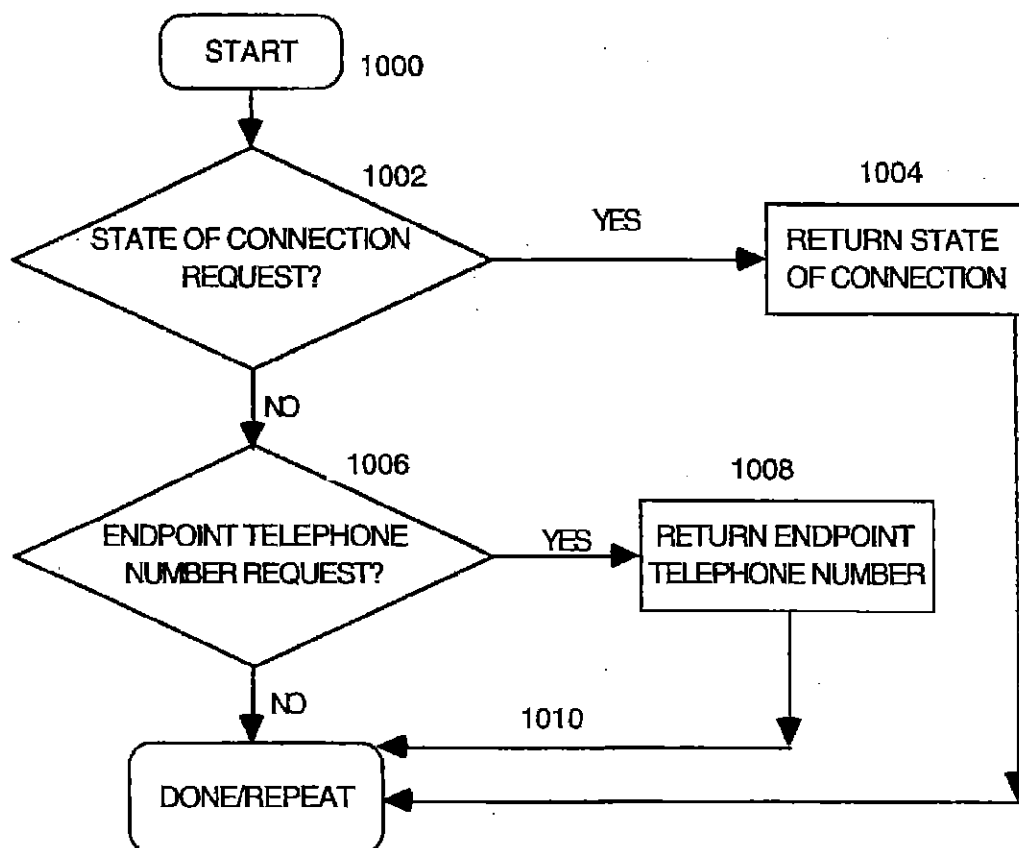 START
1000
1002
STATE OF CONNECTION
REQUEST?
YES
1004
RETURN STATE
OF CONNECTION
NO
1006
ENDPOINT TELEPHONE
NUMBER REQUEST?
YES
1008
RETURN ENDPOINT
TELEPHONE NUMBER
NO
1010
DONE/REPEAT